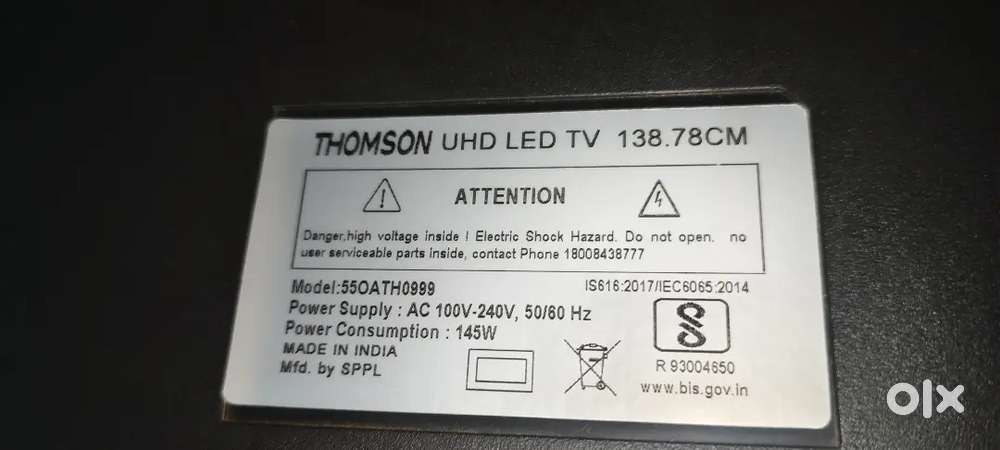 THOMSON UHD LED TV 138.78CM
ATTENTION
Danger,high voltage inside ! Electric Shock Hazard. Do not open. no
user serviceable parts inside, contact Phone 18008438777
Model:55OATH0999
IS616:2017/IEC6065:2014
Power Supply : AC 100V-240V, 50/60 Hz
Power Consumption : 145W
MADE IN INDIA
Mfd. by SPPL
R 93004650
www.bis.gov.in
olx